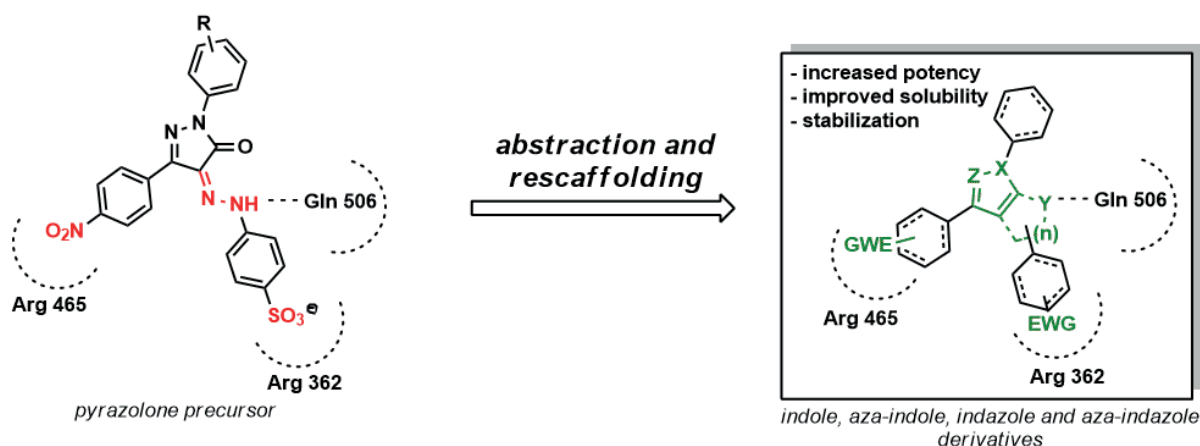 R
N
N
O
N
NH
O₂N
SO₃⊖
Gln 506
Arg 465
Arg 362
pyrazolone precursor
abstraction and
rescaffolding
- increased potency
- improved solubility
- stabilization
Z
X
Y
(n)
Gln 506
GWE
EWG
Arg 465
Arg 362
indole, aza-indole, indazole and aza-indazole
derivatives